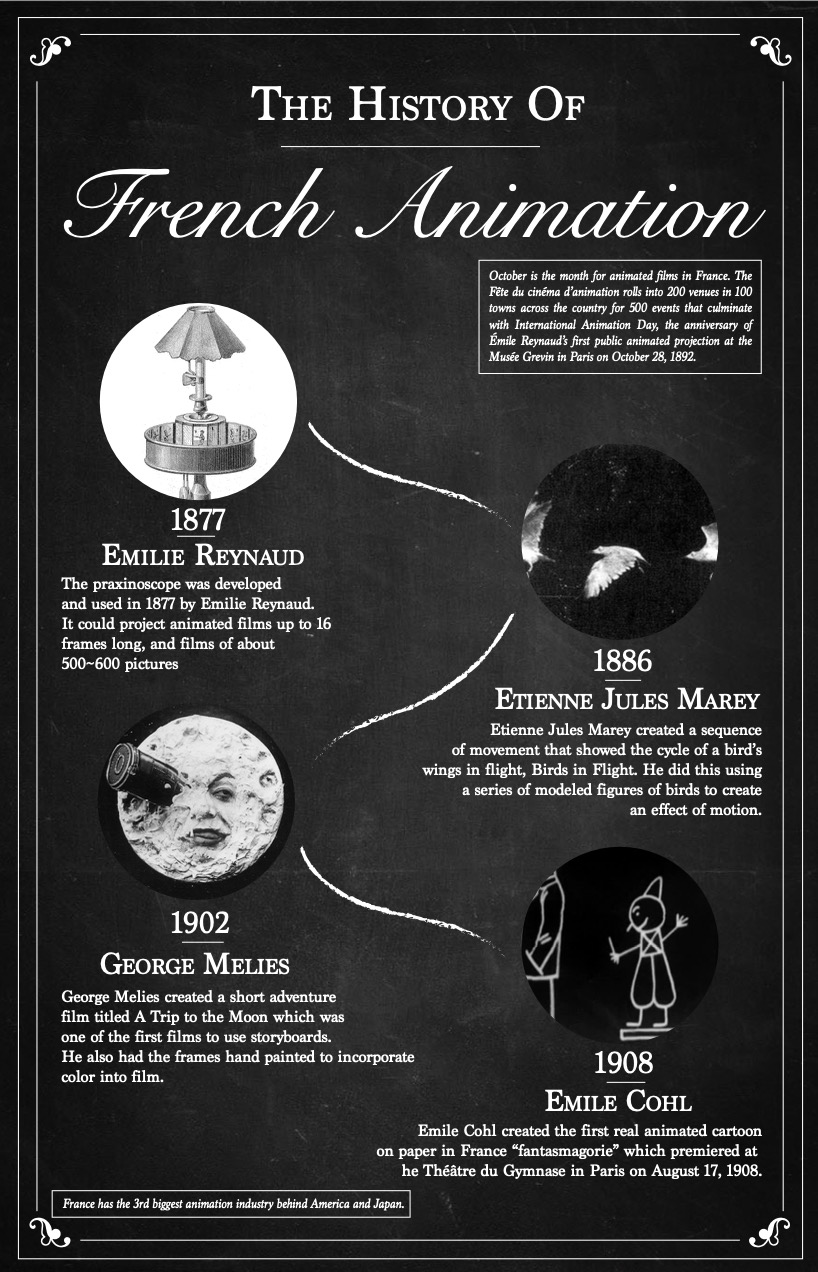 The History Of
French Animation
October is the month for animated films in France. The
Fête du cinéma d'animation rolls into 200 venues in 100
towns across the country for 500 events that culminate
with International Animation Day, the anniversary of
Émile Reynaud's first public animated projection at the
Musée Grevin in Paris on October 28, 1892.
1877
Emilie Reynaud
The praxinoscope was developed
and used in 1877 by Emilie Reynaud.
It could project animated films up to 16
frames long, and films of about
500~600 pictures
1886
Etienne Jules Marey
Etienne Jules Marey created a sequence
of movement that showed the cycle of a bird's
wings in flight, Birds in Flight. He did this using
a series of modeled figures of birds to create
an effect of motion.
1902
George Melies
George Melies created a short adventure
film titled A Trip to the Moon which was
one of the first films to use storyboards.
He also had the frames hand painted to incorporate
color into film.
1908
Emile Cohl
Emile Cohl created the first real animated cartoon
on paper in France “fantasmagorie” which premiered at
he Théâtre du Gymnase in Paris on August 17, 1908.
France has the 3rd biggest animation industry behind America and Japan.